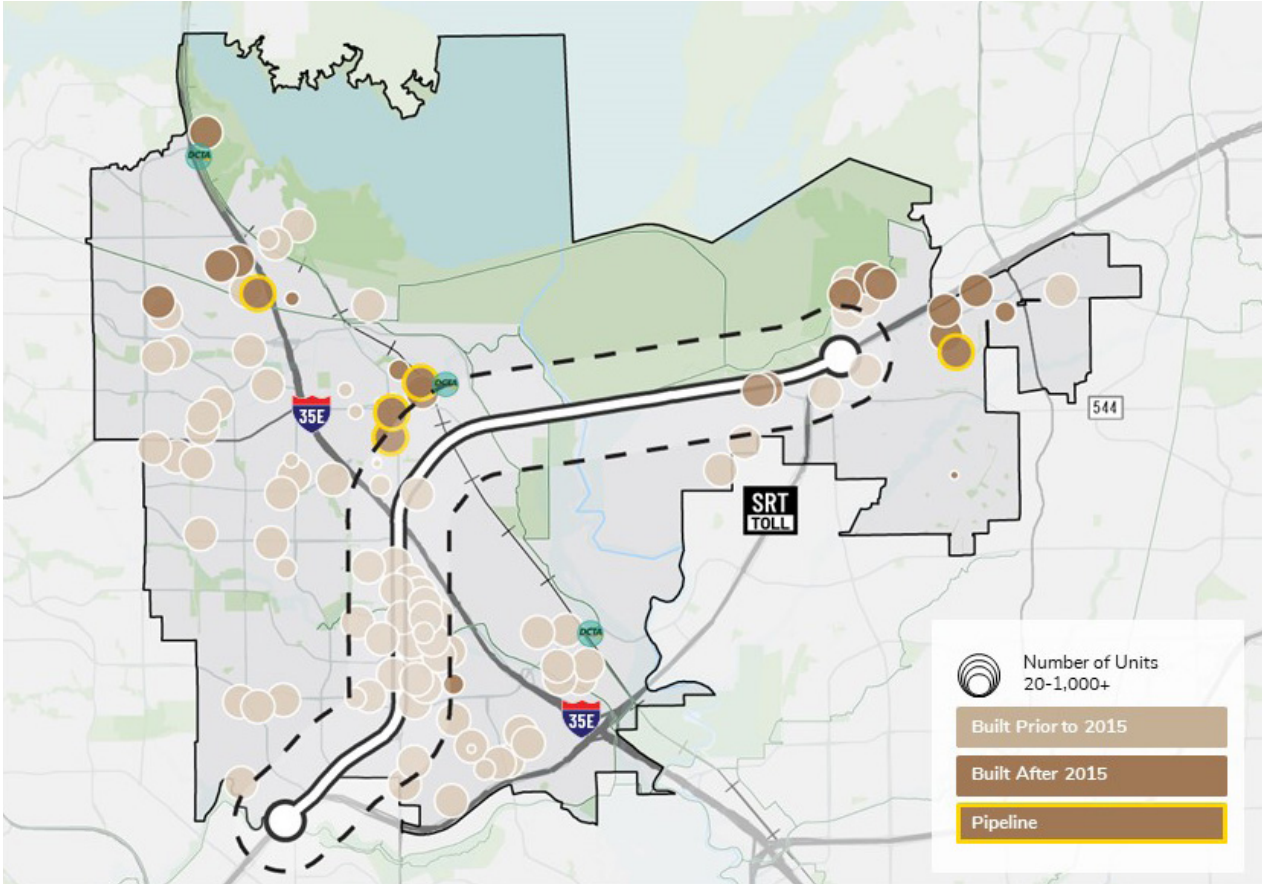 DCTA
DCTA
35E
544
SRT
TOLL
DCTA
35E
Number of Units
20-1,000+
Built Prior to 2015
Built After 2015
Pipeline